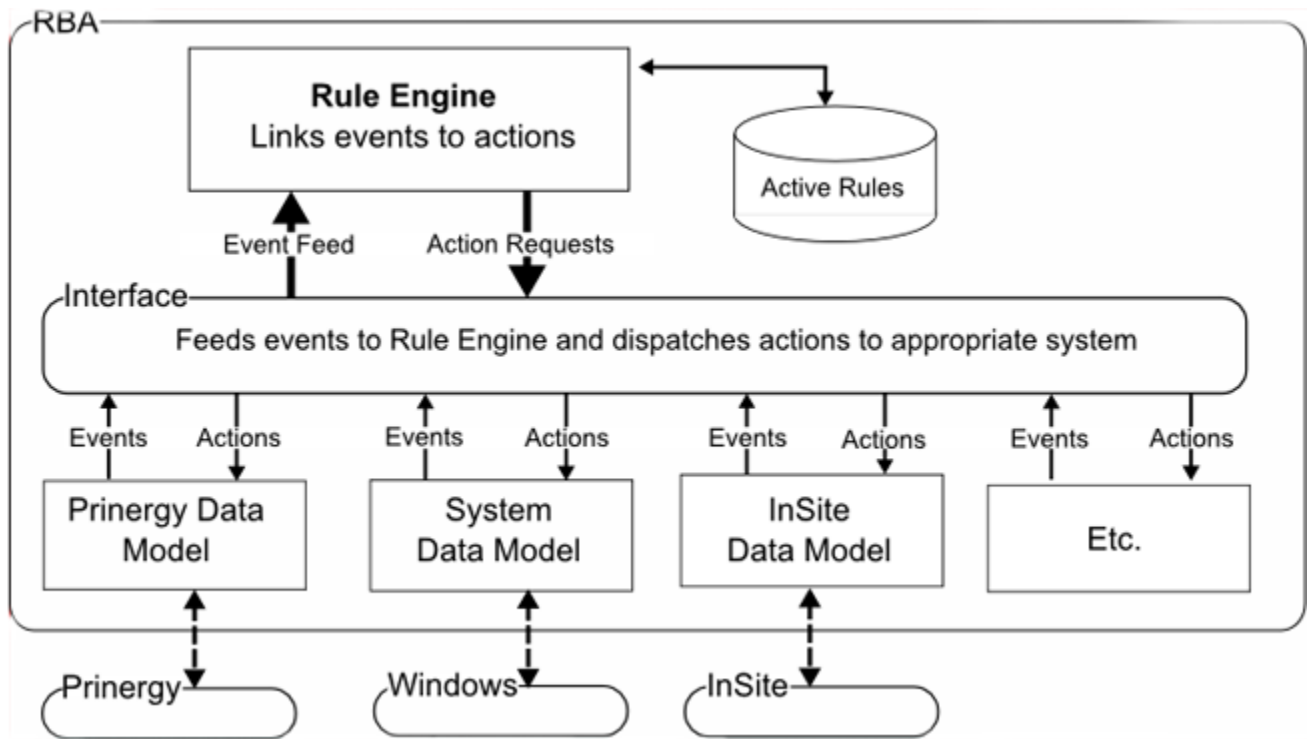 RBA
Rule Engine
Links events to actions
Active Rules
Event Feed
Action Requests
Interface
Feeds events to Rule Engine and dispatches actions to appropriate system
Events
Actions
Events
Actions
Events
Actions
Events
Actions
Prinergy Data
Model
System
Data Model
InSite
Data Model
Etc.
Prinergy
Windows
InSite